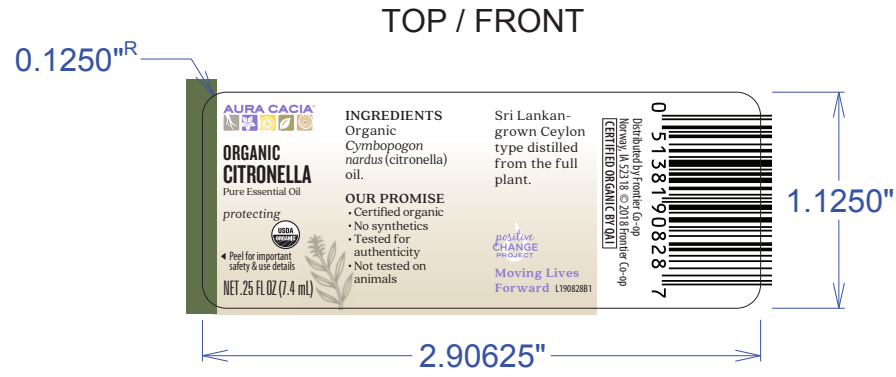 TOP / FRONT
0.1250"R
AURA CACIA®
ORGANIC
CITRONELLA
Pure Essential Oil
protecting
USDA
ORGANIC
◄ Peel for important
safety & use details
NET .25 FL OZ (7.4 mL)
INGREDIENTS
Organic
Cymbopogon
nardus (citronella)
oil.
OUR PROMISE
• Certified organic
• No synthetics
• Tested for
authenticity
• Not tested on
animals
Sri Lankan-
grown Ceylon
type distilled
from the full
plant.
positive
CHANGE
PROJECT
Moving Lives
Forward L190828B1
Distributed by Frontier Co-op
Norway, IA 52318 © 2018 Frontier Co-op
CERTIFIED ORGANIC BY QAI
0 51381 90828 7
1.1250"
2.90625"